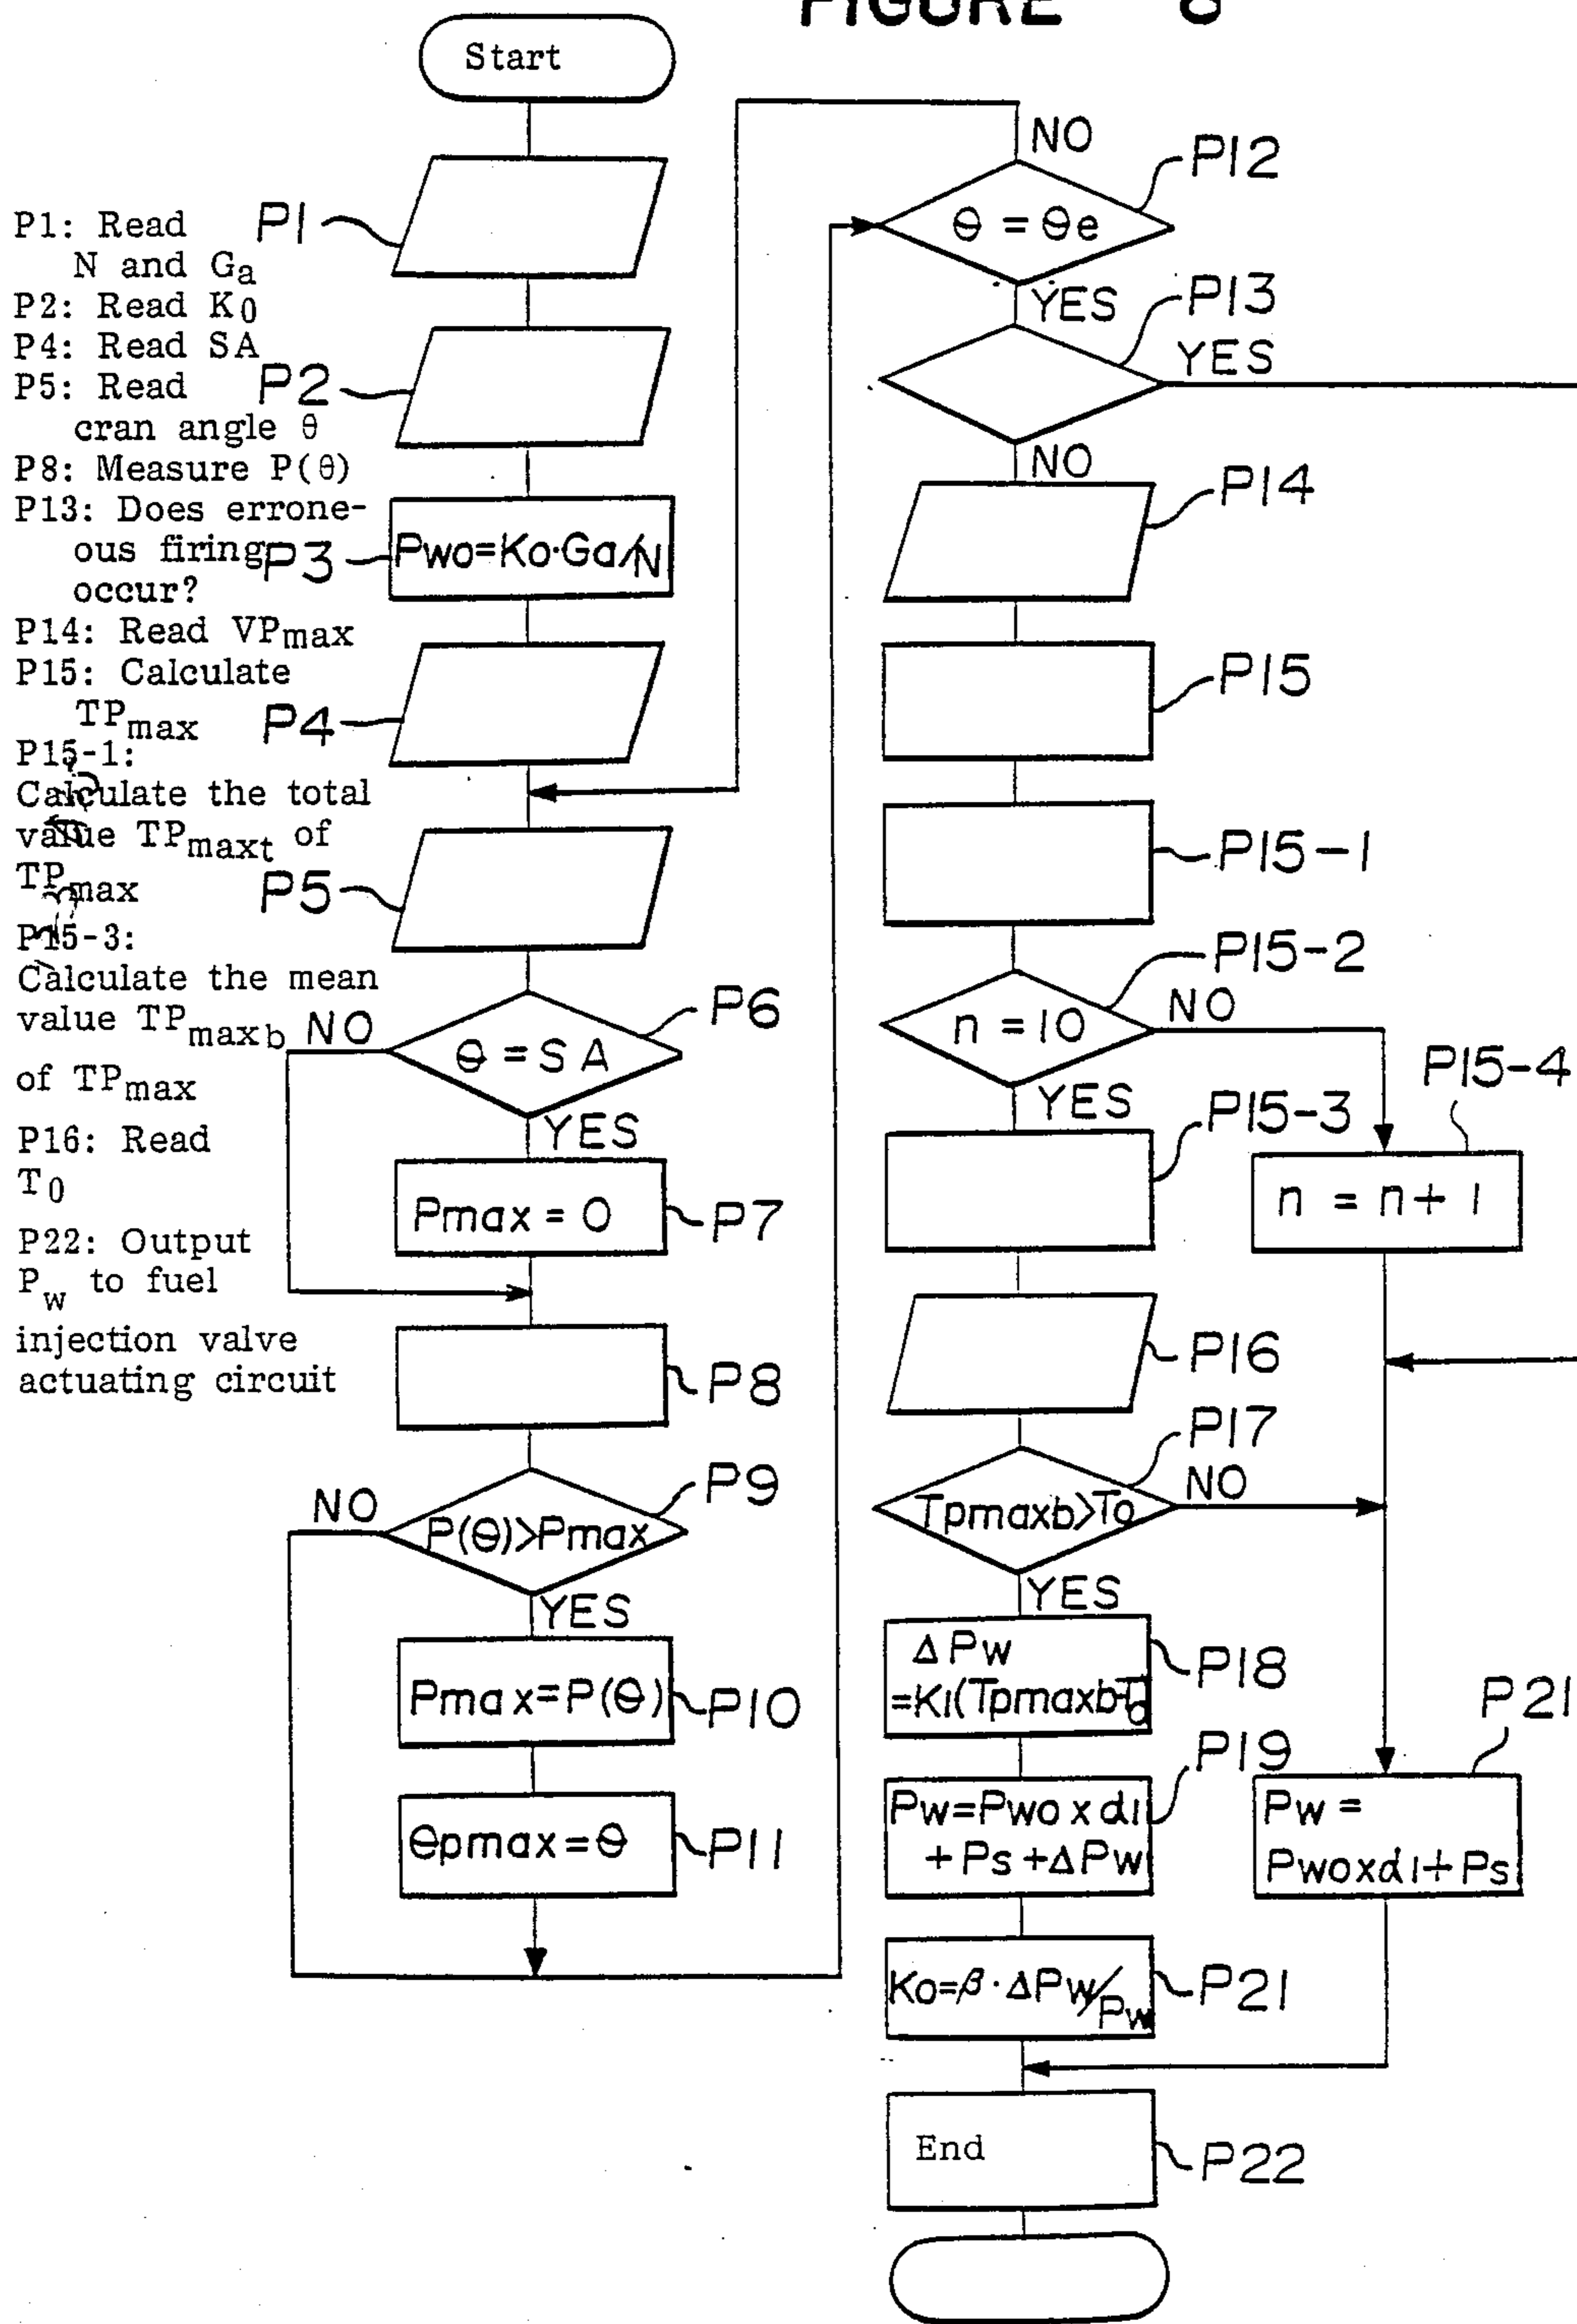 FIGURE 8
Start
P1: Read
N and Ga
P2: Read K0
P4: Read SA
P5: Read
cran angle θ
P8: Measure P(θ)
P13: Does errone-
ous firing
occur?
P14: Read VPmax
P15: Calculate
TPmax
P15-1:
Calculate the total
value TPmaxt of
TPmax
P15-3:
Calculate the mean
value TPmaxb
of TPmax
P16: Read
T0
P22: Output
Pw to fuel
injection valve
actuating circuit
P1
P2
P3
Pwo=Ko·Ga/N
P4
P5
P6
θ = SA
NO
YES
Pmax = 0
P7
P8
P9
NO
P(θ)>Pmax
YES
Pmax=P(θ)
P10
θpmax=θ
P11
NO
P12
θ = θe
YES
P13
YES
NO
P14
P15
P15-1
P15-2
n = 10
NO
YES
P15-3
P15-4
n = n+1
P16
P17
Tpmaxb>To
NO
YES
ΔPw
=K1(Tpmaxb-To
P18
P19
Pw=Pwo x d1
+ Ps +ΔPw
P21
Pw =
Pwoxd1+Ps
Ko=β·ΔPw/Pw
P21
End
P22